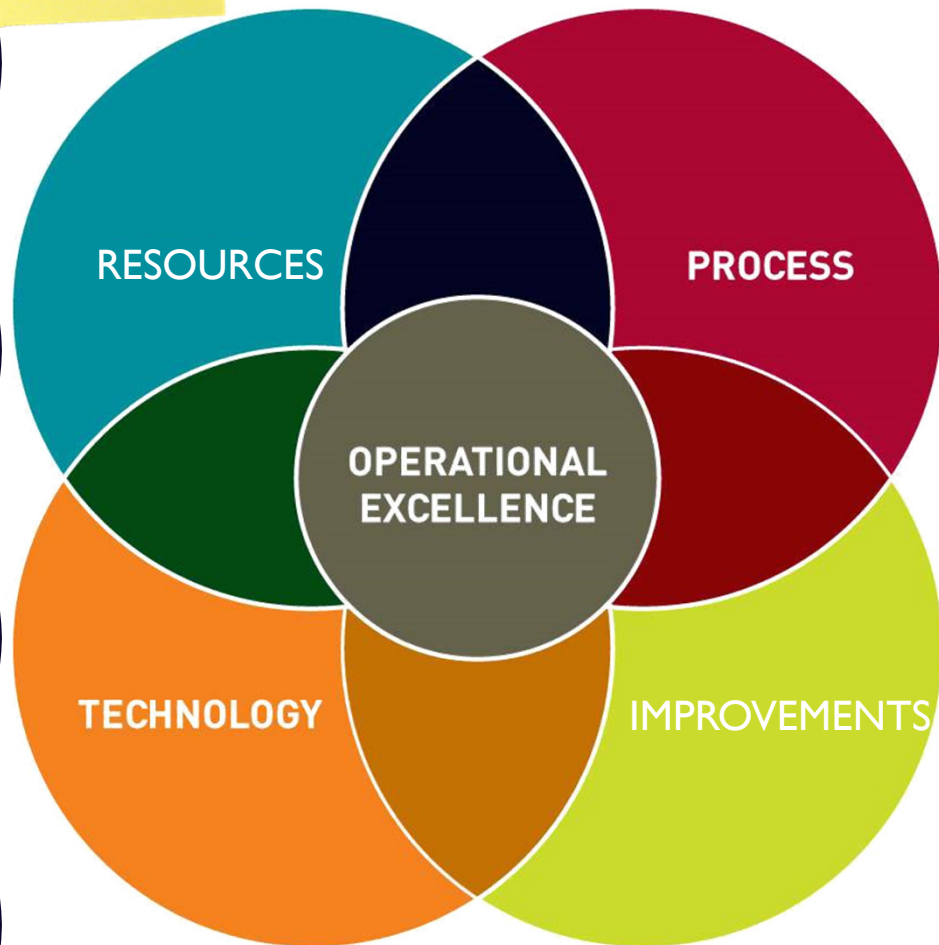 RESOURCES
PROCESS
OPERATIONAL
EXCELLENCE
TECHNOLOGY
IMPROVEMENTS